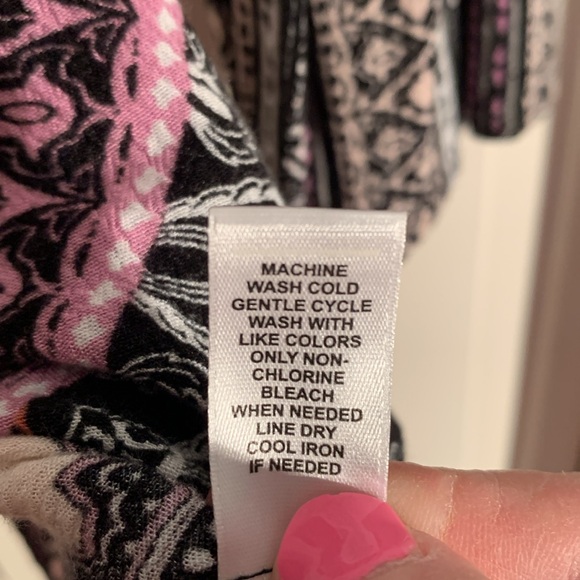 MACHINE
WASH COLD
GENTLE CYCLE
WASH WITH
LIKE COLORS
ONLY NON-
CHLORINE
BLEACH
WHEN NEEDED
LINE DRY
COOL IRON
IF NEEDED